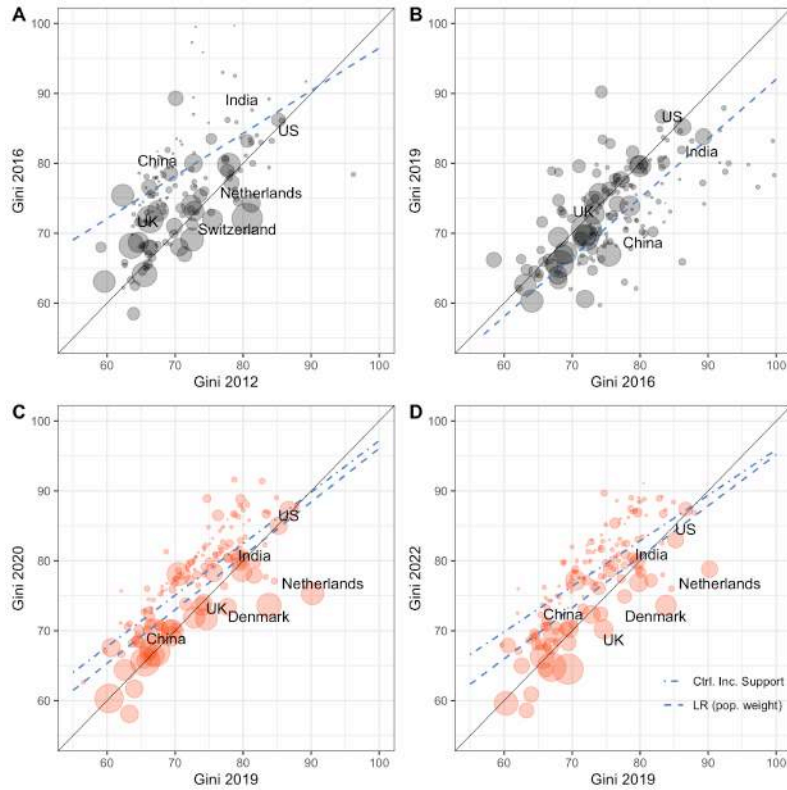 A
100
90
80
70
60
Gini 2016
India
US
China
Netherlands
UK
Switzerland
60 70 80 90 100
Gini 2012
B
100
90
80
70
60
Gini 2019
US
India
UK
China
60 70 80 90 100
Gini 2016
C
100
90
80
70
60
Gini 2020
US
India
Netherlands
UK
Denmark
China
60 70 80 90 100
Gini 2019
D
100
90
80
70
60
Gini 2022
US
India
Netherlands
China
Denmark
UK
Ctrl. Inc. Support
LR (pop. weight)
60 70 80 90 100
Gini 2019